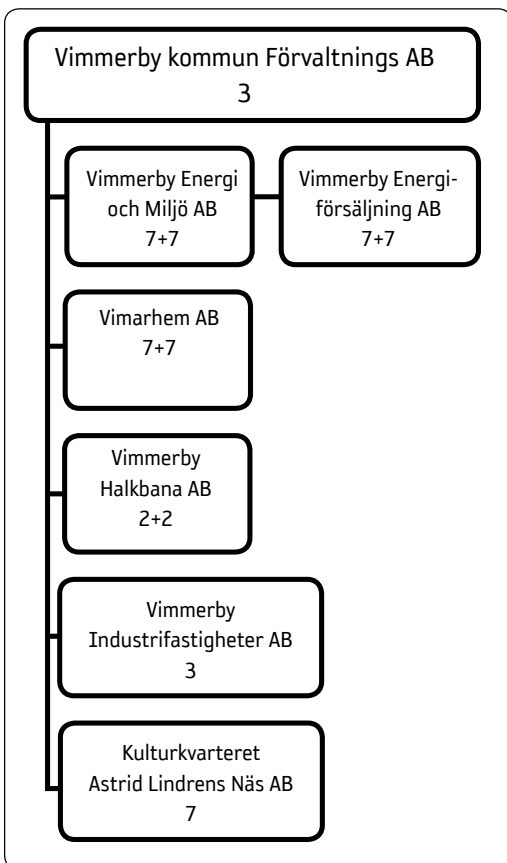 Vimmerby kommun Förvaltnings AB
3
Vimmerby Energi
och Miljö AB
7+7
Vimmerby Energi-
försäljning AB
7+7
Vimarhem AB
7+7
Vimmerby
Halkbana AB
2+2
Vimmerby
Industrifastigheter AB
3
Kulturkvarteret
Astrid Lindrens Näs AB
7